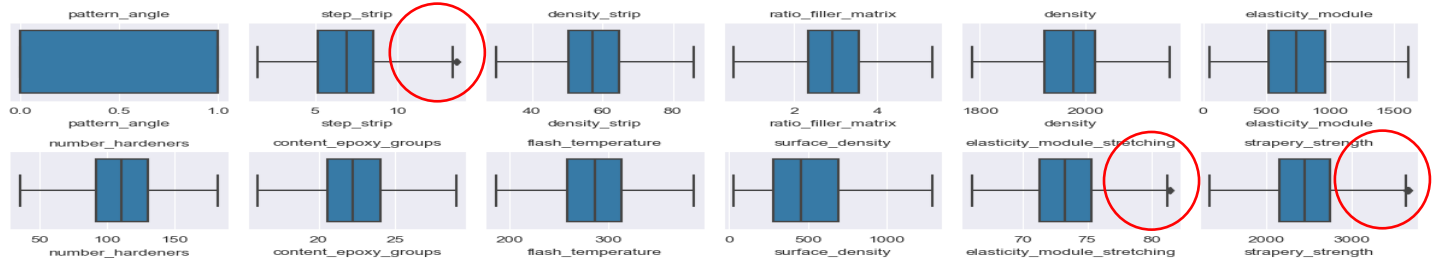 pattern_angle step_strip density_strip ratio_filler_matrix density elasticity_module
0.0 0.5 1.0 5 10 40 60 80 2 4 1800 2000 0 500 1000 1500
pattern_angle step_strip density_strip ratio_filler_matrix density elasticity_module
number_hardeners content_epoxy_groups flash_temperature surface_density elasticity_module_stretching strapery_strength
50 100 150 20 25 200 300 0 500 1000 70 75 80 2000 3000
number_hardeners content_epoxy_groups flash_temperature surface_density elasticity_module_stretching strapery_strength